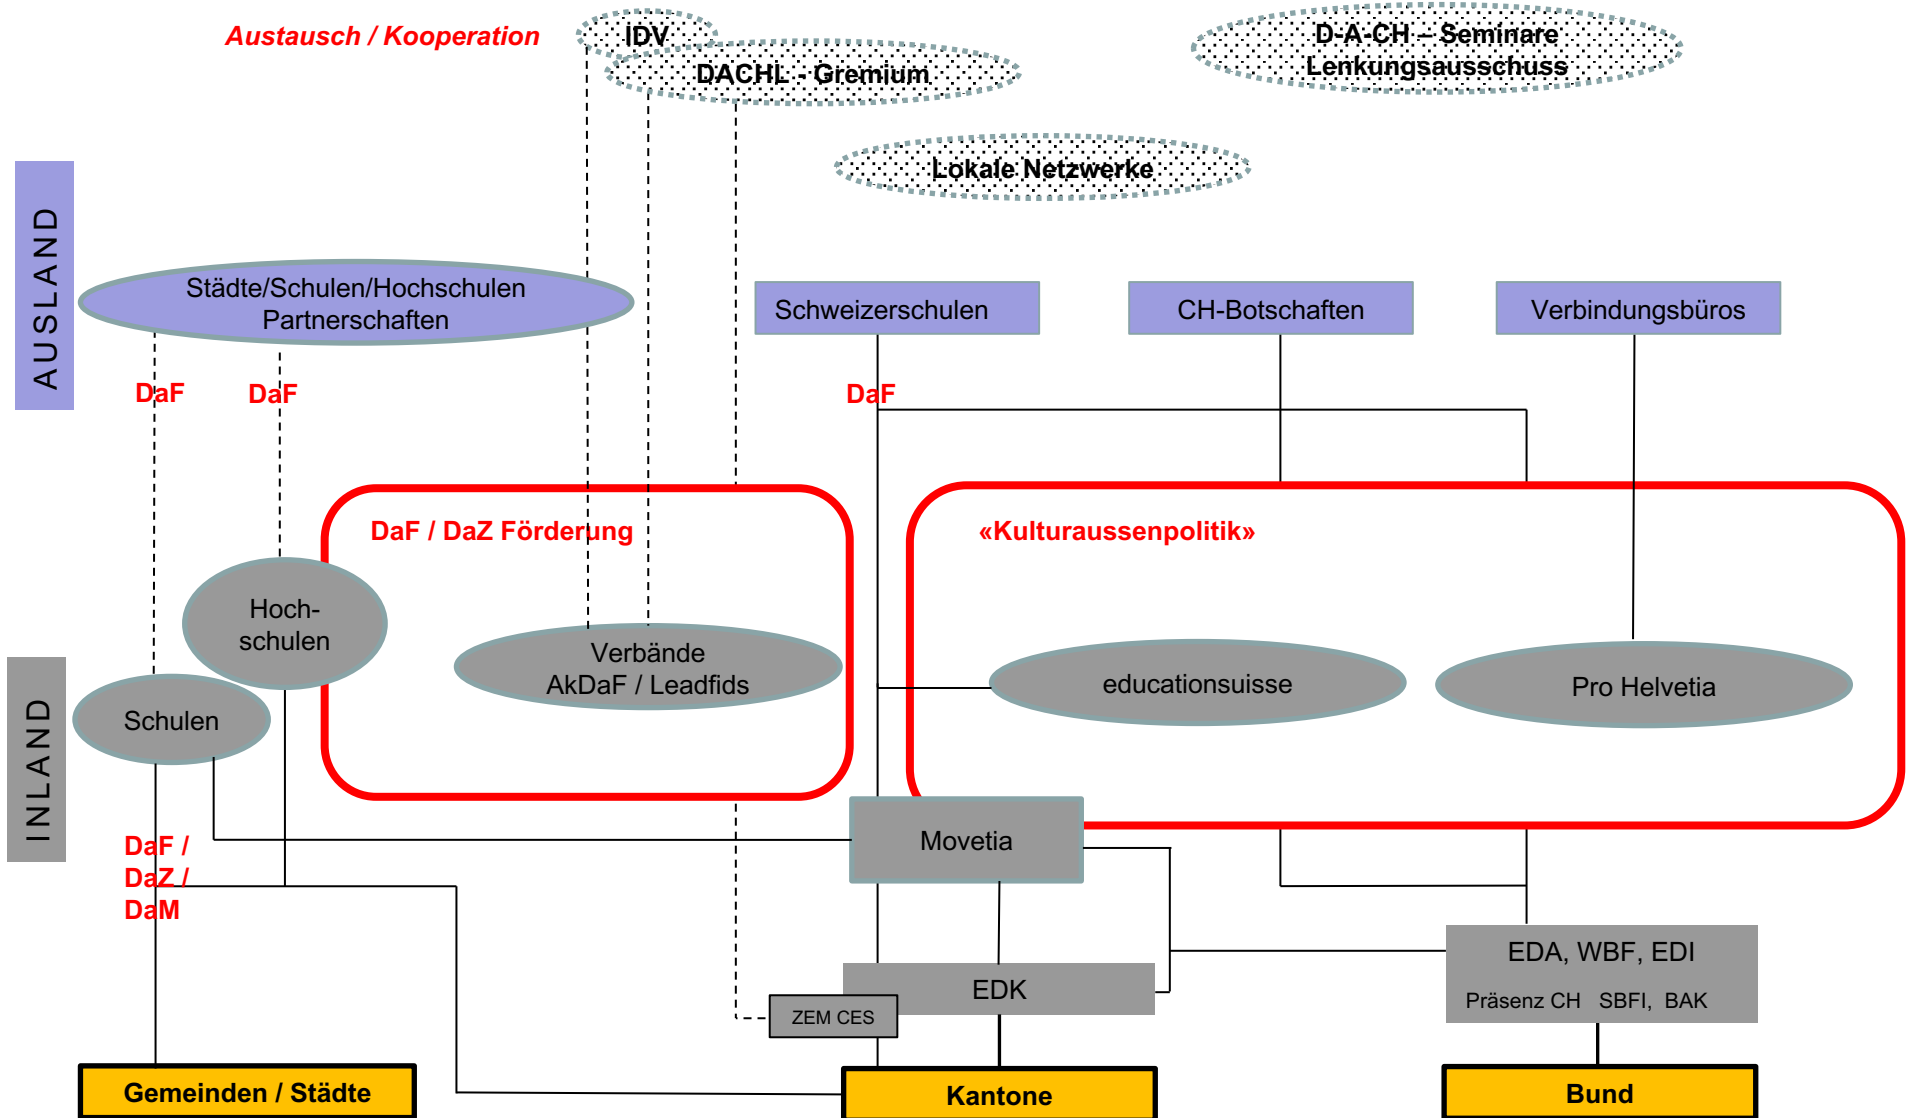 Austausch / Kooperation
IDV
DACHL - Gremium
D-A-CH – Seminare
Lenkungsausschuss
Lokale Netzwerke
AUSLAND
Städte/Schulen/Hochschulen
Partnerschaften
Schweizerschulen
CH-Botschaften
Verbindungsbüros
DaF
DaF
DaF
DaF / DaZ Förderung
«Kulturaussenpolitik»
Hoch-
schulen
Verbände
AkDaF / Leadfids
educationsuisse
Pro Helvetia
Schulen
INLAND
DaF /
DaZ /
DaM
Movetia
EDK
ZEM CES
EDA, WBF, EDI
Präsenz CH SBFI, BAK
Gemeinden / Städte
Kantone
Bund